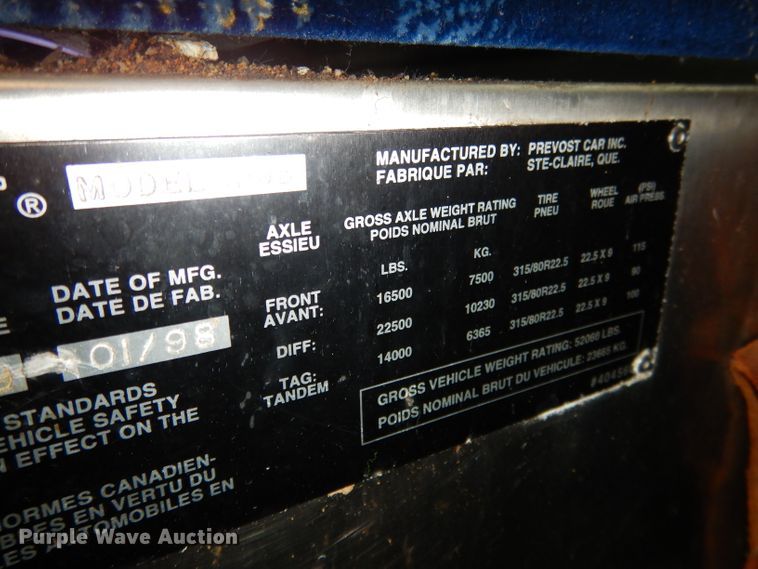 P
® MODEL
MANUFACTURED BY: PREVOST CAR INC.
FABRIQUE PAR: STE-CLAIRE, QUE.
AXLE GROSS AXLE WEIGHT RATING TIRE WHEEL (PSI)
ESSIEU POIDS NOMINAL BRUT PNEU ROUE AIR PRESS.
LBS. KG.
DATE OF MFG.
DATE DE FAB.
E
01/98
FRONT
AVANT: 16500 7500 315/80R22.5 22.5 X 9 115
DIFF: 22500 10230 315/80R22.5 22.5 X 9 90
TAG:
TANDEM 14000 6365 315/80R22.5 22.5 X 9 100
GROSS VEHICLE WEIGHT RATING: 52066 LBS.
POIDS NOMINAL BRUT DU VEHICULE: 23665 KG.
STANDARDS
EHICLE SAFETY
N EFFECT ON THE
NORMES CANADIEN-
BLES EN VERTU DU
ES AUTOMOBILES EN
Purple Wave Auction